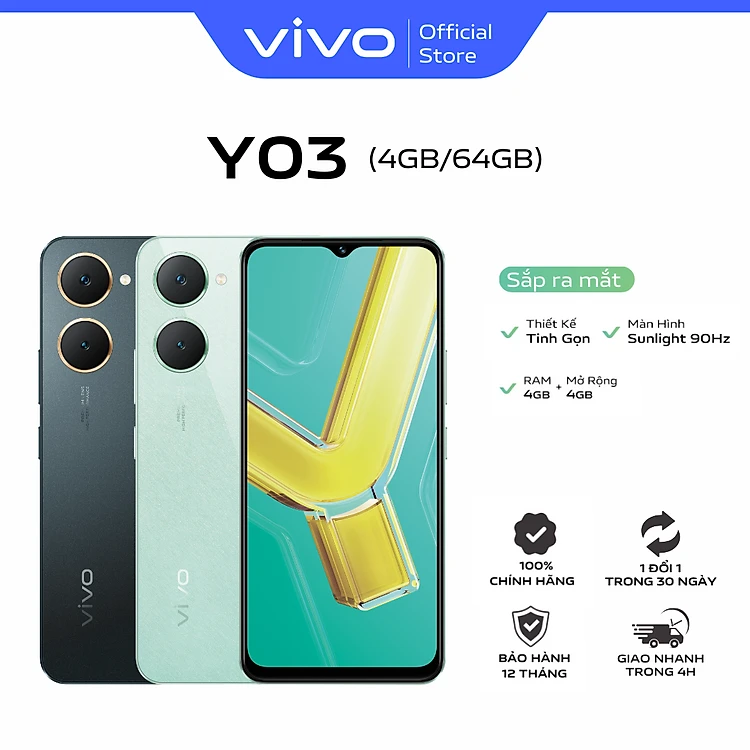 vivo
Official
Store
Y03 (4GB/64GB)
Sắp ra mắt
Thiết Kế
Tinh Gọn
Màn Hình
Sunlight 90Hz
RAM + Mở Rộng
4GB 4GB
100%
CHÍNH HÃNG
1 ĐỔI 1
TRONG 30 NGÀY
BẢO HÀNH
12 THÁNG
GIAO NHANH
TRONG 4H
vivo
vivo